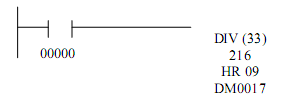 00000
DIV (33)
216
HR 09
DM0017